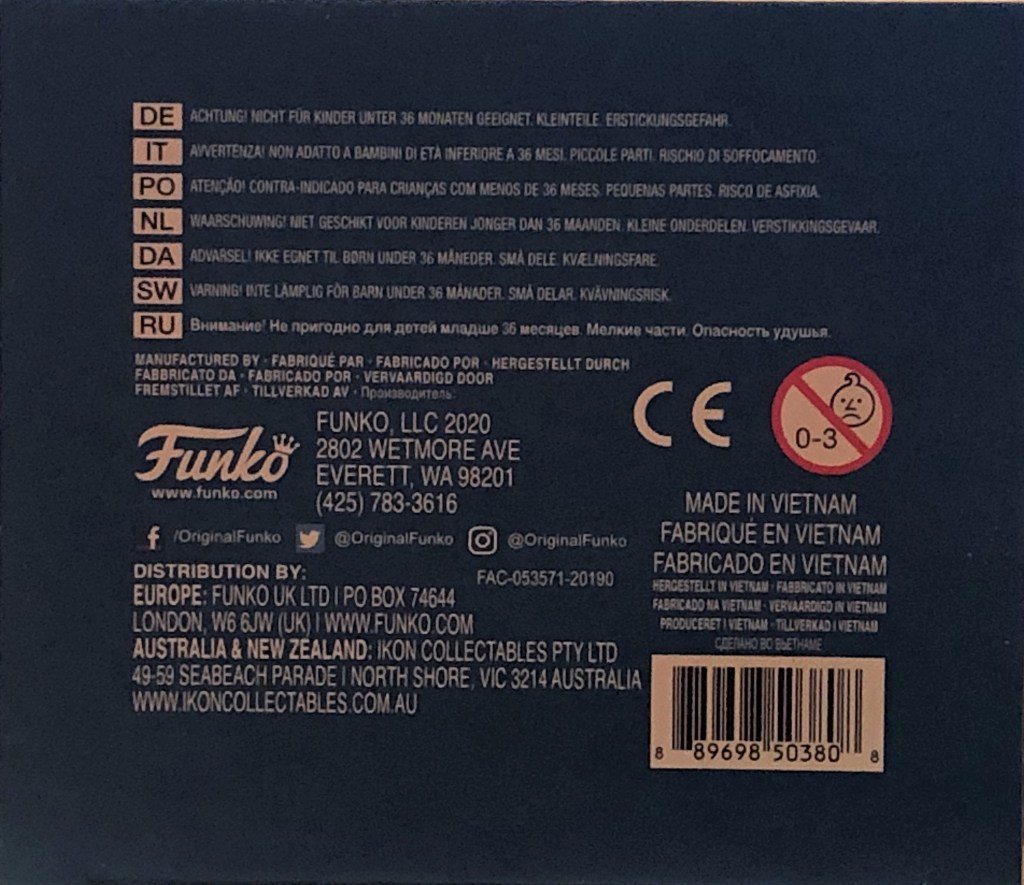 DE ACHTUNG! NICHT FÜR KINDER UNTER 36 MONATEN GEEIGNET. KLEINTEILE. ERSTICKUNGSGEFAHR.
IT AVVERTENZA! NON ADATTO A BAMBINI DI ETÀ INFERIORE A 36 MESI. PICCOLE PARTI. RISCHIO DI SOFFOCAMENTO.
PO ATENÇÃO! CONTRA-INDICADO PARA CRIANÇAS COM MENOS DE 36 MESES. PEQUENAS PARTES. RISCO DE ASFIXIA.
NL WAARSCHUWING! NIET GESCHIKT VOOR KINDEREN JONGER DAN 36 MAANDEN. KLEINE ONDERDELEN. VERSTIKKINGSGEVAAR.
DA ADVARSEL! IKKE EGNET TIL BØRN UNDER 36 MÅNEDER. SMÅ DELE. KVÆLNINGSFARE.
SW VARNING! INTE LÄMPLIG FÖR BARN UNDER 36 MÅNADER. SMÅ DELAR. KVÄVNINGSRISK.
RU Внимание! Не пригодно для детей младше 36 месяцев. Мелкие части. Опасность удушья.
MANUFACTURED BY · FABRIQUÉ PAR · FABRICADO POR · HERGESTELLT DURCH
FABBRICATO DA · FABRICADO POR · VERVAARDIGD DOOR
FREMSTILLET AF · TILLVERKAD AV · Производитель:
Funko
www.funko.com
FUNKO, LLC 2020
2802 WETMORE AVE
EVERETT, WA 98201
(425) 783-3616
CE
0-3
/OriginalFunko @OriginalFunko @OriginalFunko
FAC-053571-20190
DISTRIBUTION BY:
EUROPE: FUNKO UK LTD | PO BOX 74644
LONDON, W6 6JW (UK) | WWW.FUNKO.COM
AUSTRALIA & NEW ZEALAND: IKON COLLECTABLES PTY LTD
49-59 SEABEACH PARADE | NORTH SHORE, VIC 3214 AUSTRALIA
WWW.IKONCOLLECTABLES.COM.AU
MADE IN VIETNAM
FABRIQUÉ EN VIETNAM
FABRICADO EN VIETNAM
HERGESTELLT IN VIETNAM · FABBRICATO IN VIETNAM
FABRICADO NA VIETNAM · VERVAARDIGD IN VIETNAM
PRODUCERET I VIETNAM · TILLVERKAD I VIETNAM
СДЕЛАНО ВО ВЬЕТНАМЕ
8 89698 50380 8